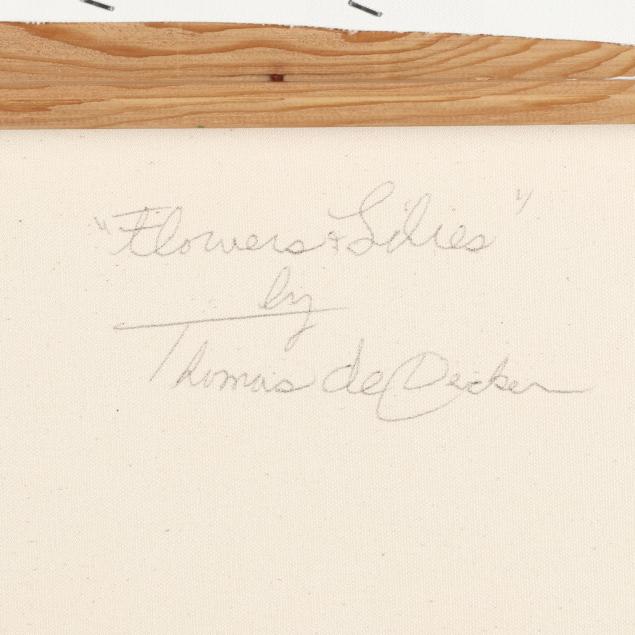 "Flowers & Lilies"
by
Thomas de Decker